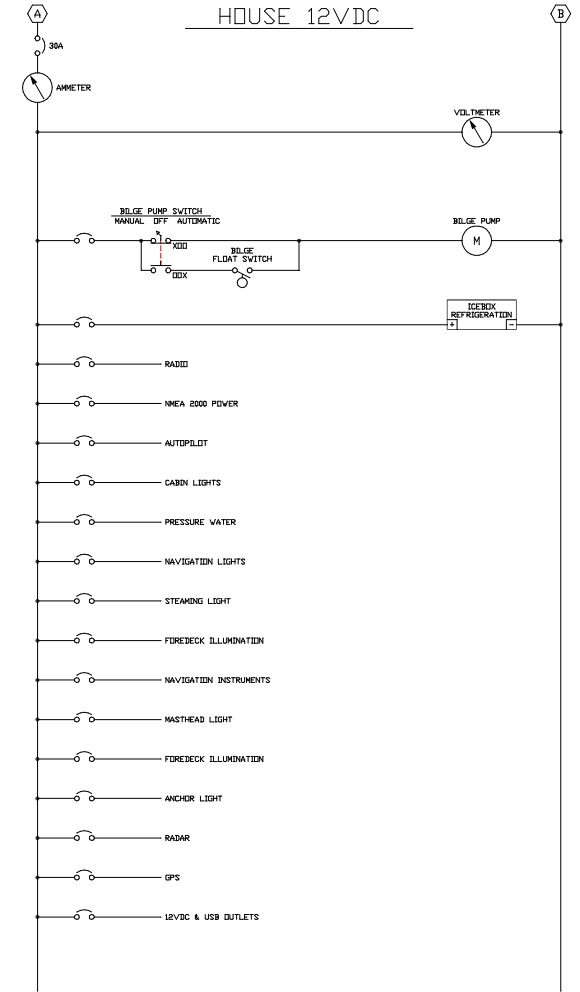 A
HOUSE 12VDC
B
30A
AMMETER
VOLTMETER
BILGE PUMP SWITCH
MANUAL OFF AUTOMATIC
BILGE PUMP
XOO
M
BILGE
FLOAT SWITCH
OOX
ICEBOX
REFRIGERATION
+ -
RADIO
NMEA 2000 POWER
AUTOPILOT
CABIN LIGHTS
PRESSURE WATER
NAVIGATION LIGHTS
STEAMING LIGHT
FOREDECK ILLUMINATION
NAVIGATION INSTRUMENTS
MASTHEAD LIGHT
FOREDECK ILLUMINATION
ANCHOR LIGHT
RADAR
GPS
12VDC & USB OUTLETS